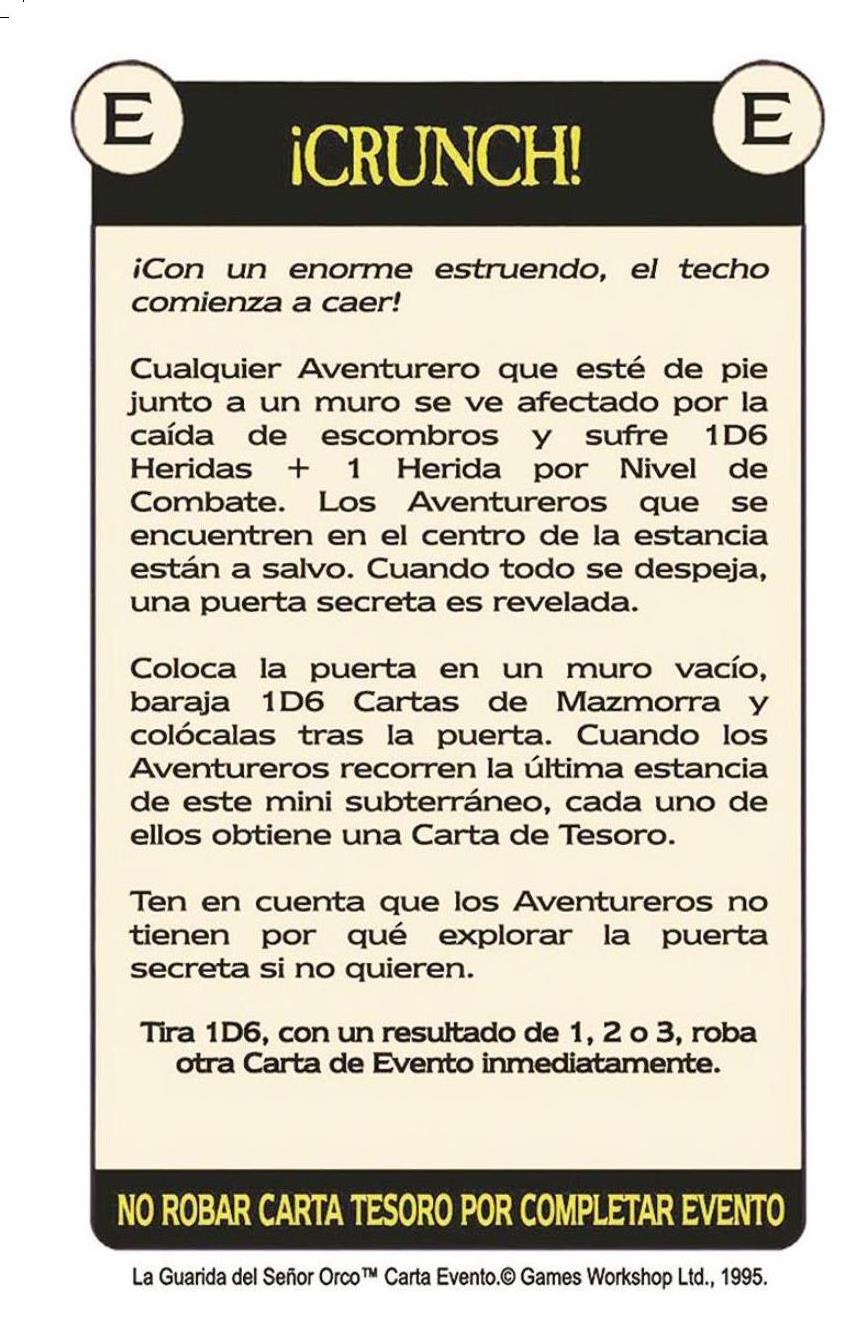 E E
¡CRUNCH!
¡Con un enorme estruendo, el techo
comienza a caer!
Cualquier Aventurero que esté de pie
junto a un muro se ve afectado por la
caída de escombros y sufre 1D6
Heridas + 1 Herida por Nivel de
Combate. Los Aventureros que se
encuentren en el centro de la estancia
están a salvo. Cuando todo se despeja,
una puerta secreta es revelada.
Coloca la puerta en un muro vacío,
baraja 1D6 Cartas de Mazmorra y
colócalas tras la puerta. Cuando los
Aventureros recorren la última estancia
de este mini subterráneo, cada uno de
ellos obtiene una Carta de Tesoro.
Ten en cuenta que los Aventureros no
tienen por qué explorar la puerta
secreta si no quieren.
Tira 1D6, con un resultado de 1, 2 o 3, roba
otra Carta de Evento inmediatamente.
NO ROBAR CARTA TESORO POR COMPLETAR EVENTO
La Guarida del Señor Orco™ Carta Evento.© Games Workshop Ltd., 1995.